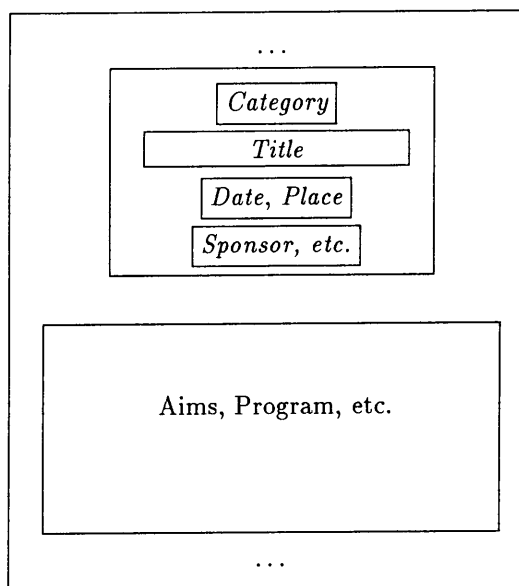 ...
Category
Title
Date, Place
Sponsor, etc.
Aims, Program, etc.
...